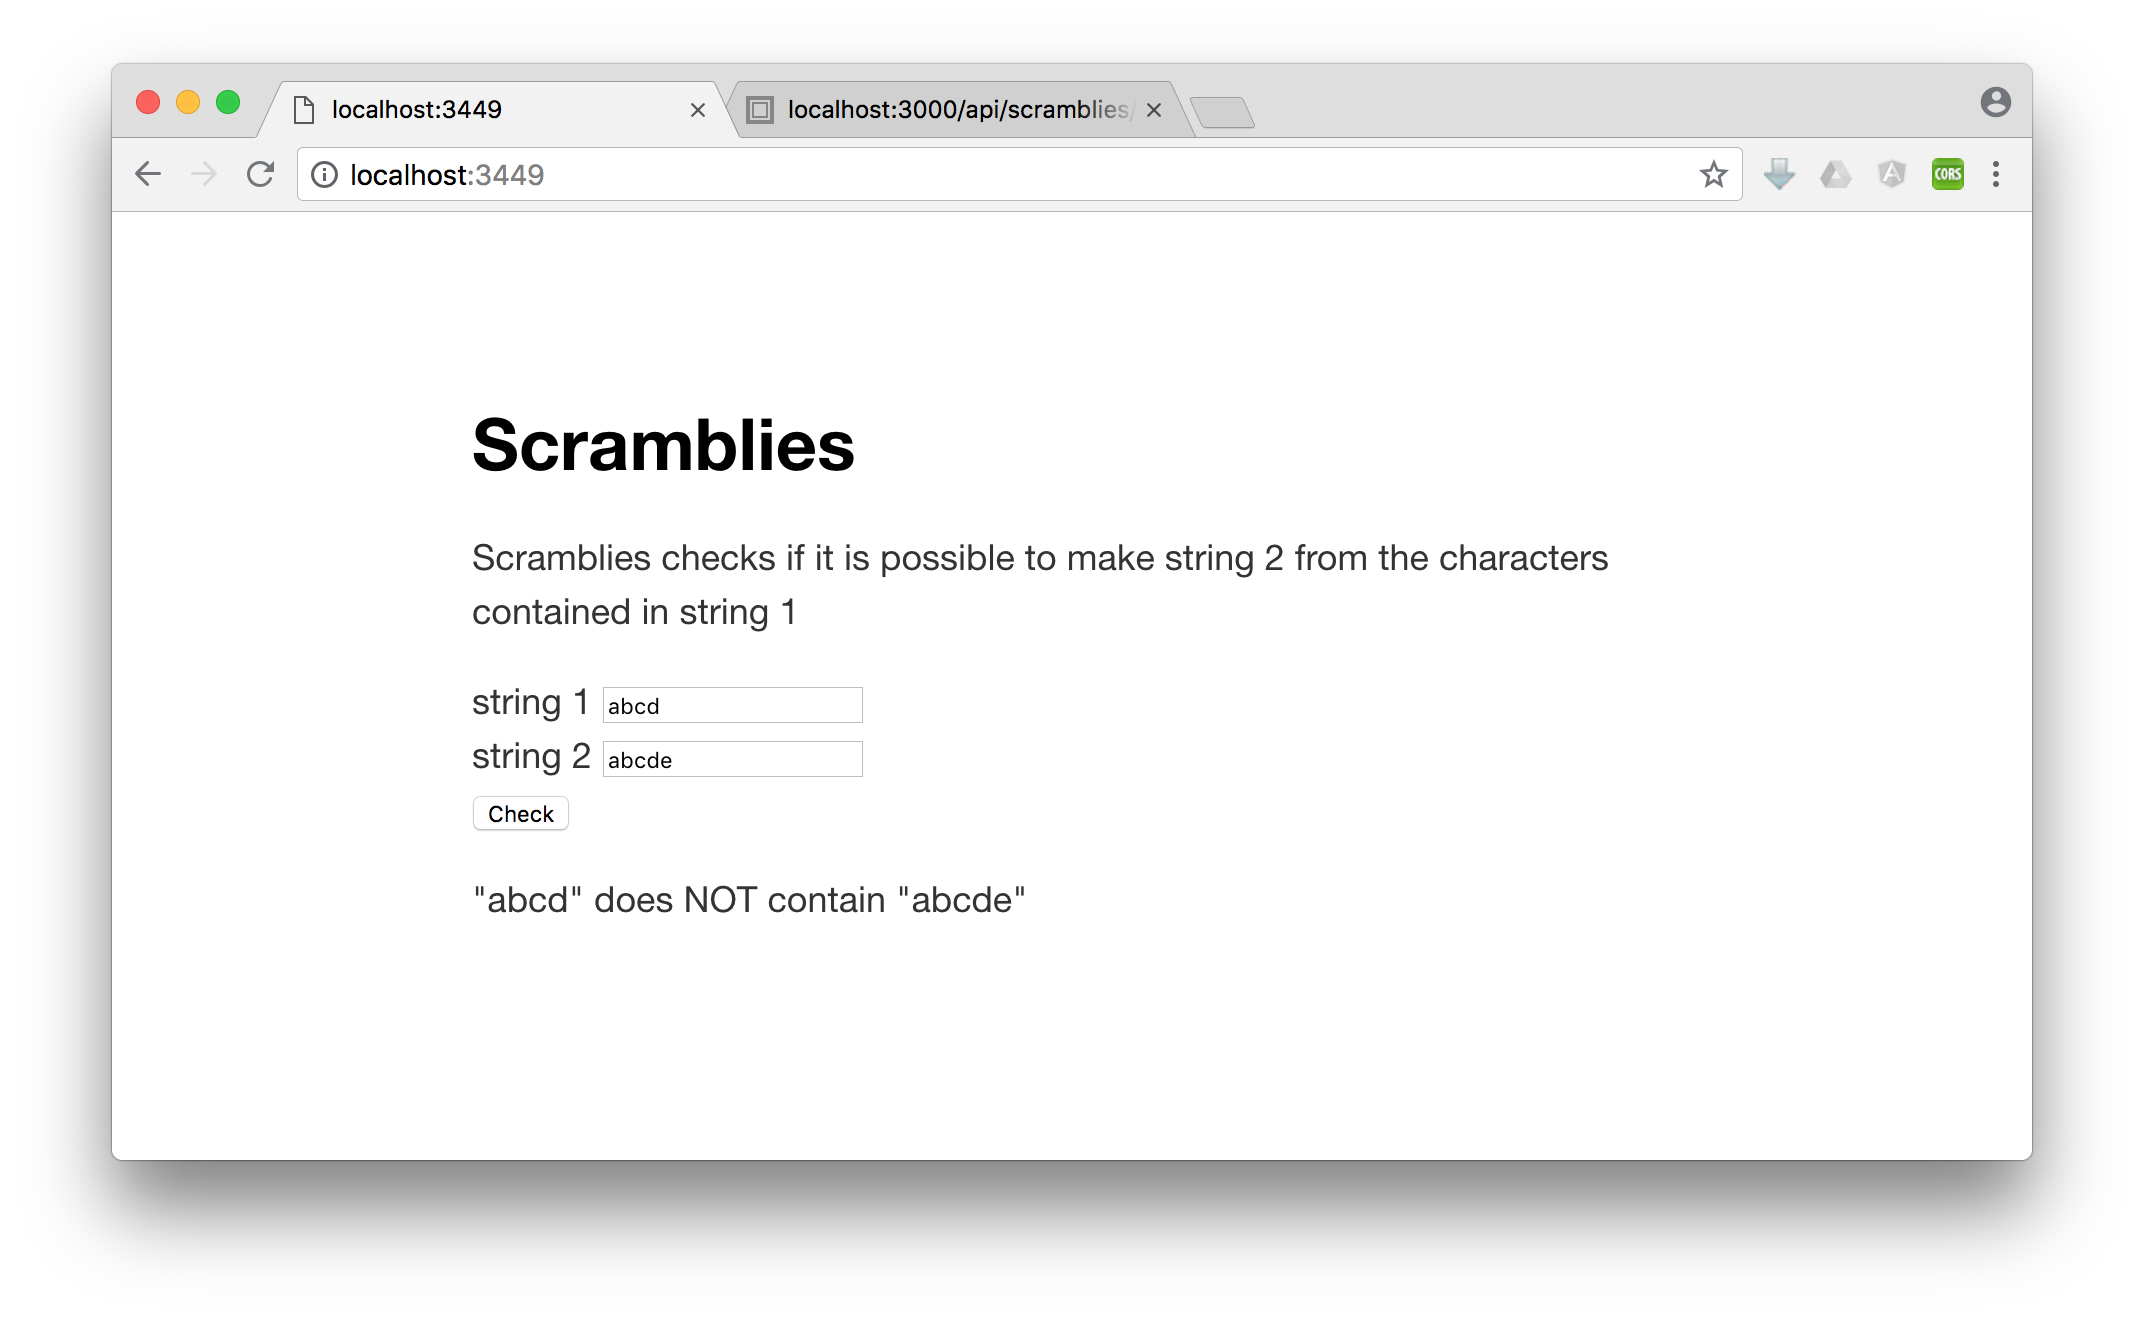 localhost:3449
localhost:3000/api/scramblies/
localhost:3449
CORS
Scramblies
Scramblies checks if it is possible to make string 2 from the characters
contained in string 1
string 1 abcd
string 2 abcde
Check
"abcd" does NOT contain "abcde"